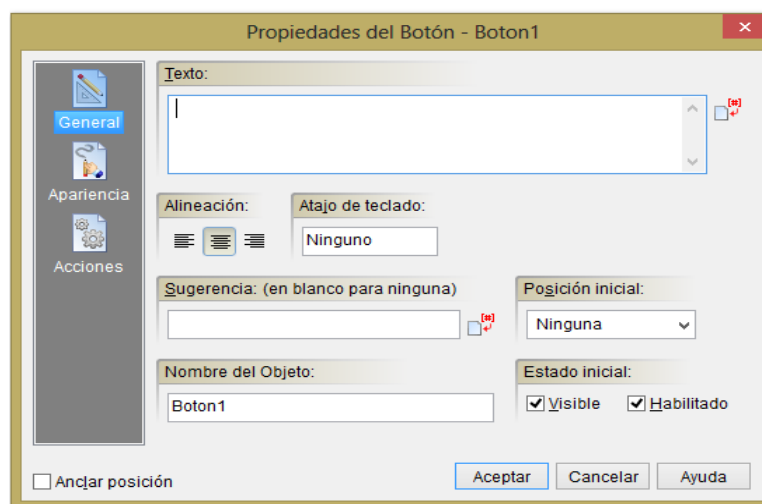 Propiedades del Botón - Boton1
General
Apariencia
Acciones
Texto:
Alineación:
Atajo de teclado:
Ninguno
Sugerencia: (en blanco para ninguna)
Posición inicial:
Ninguna
Nombre del Objeto:
Boton1
Estado inicial:
Visible
Habilitado
Anclar posición
Aceptar
Cancelar
Ayuda